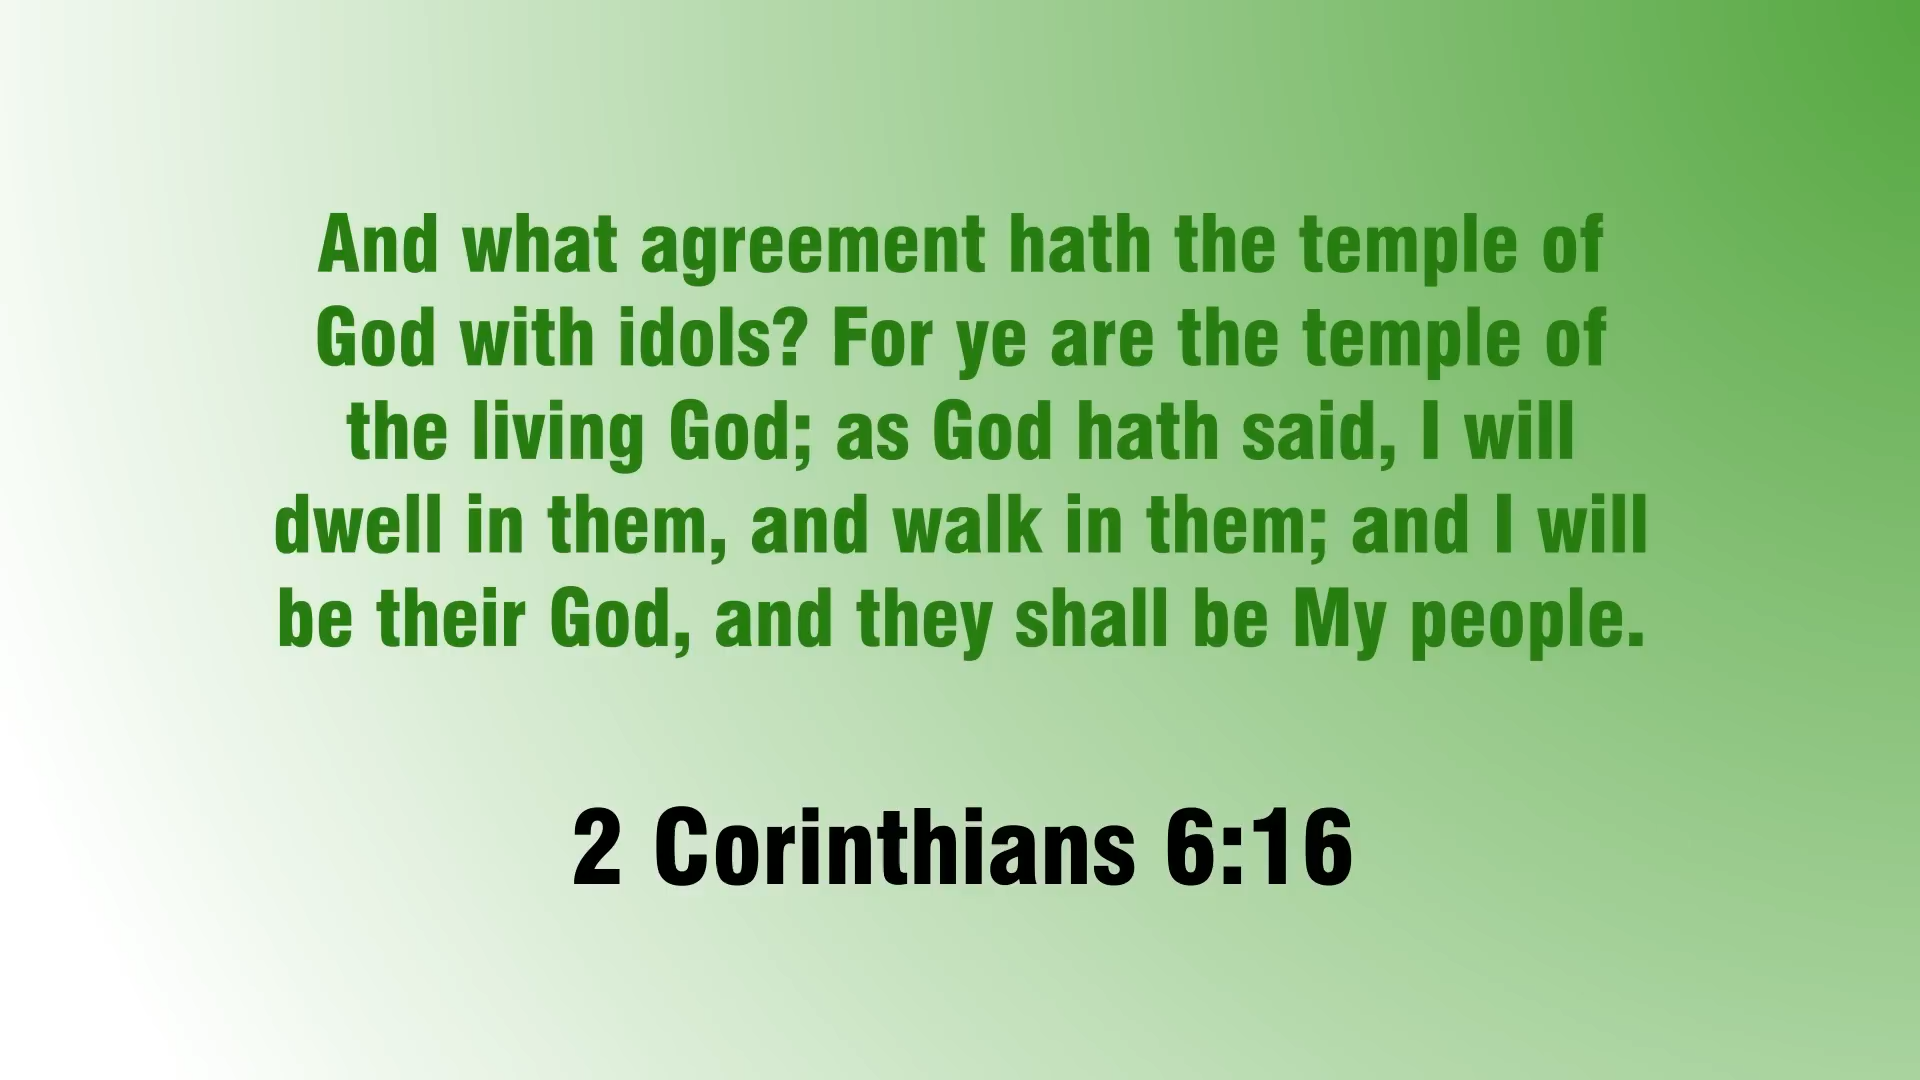 And what agreement hath the temple of
God with idols? For ye are the temple of
the living God; as God hath said, I will
dwell in them, and walk in them; and I will
be their God, and they shall be My people.
2 Corinthians 6:16